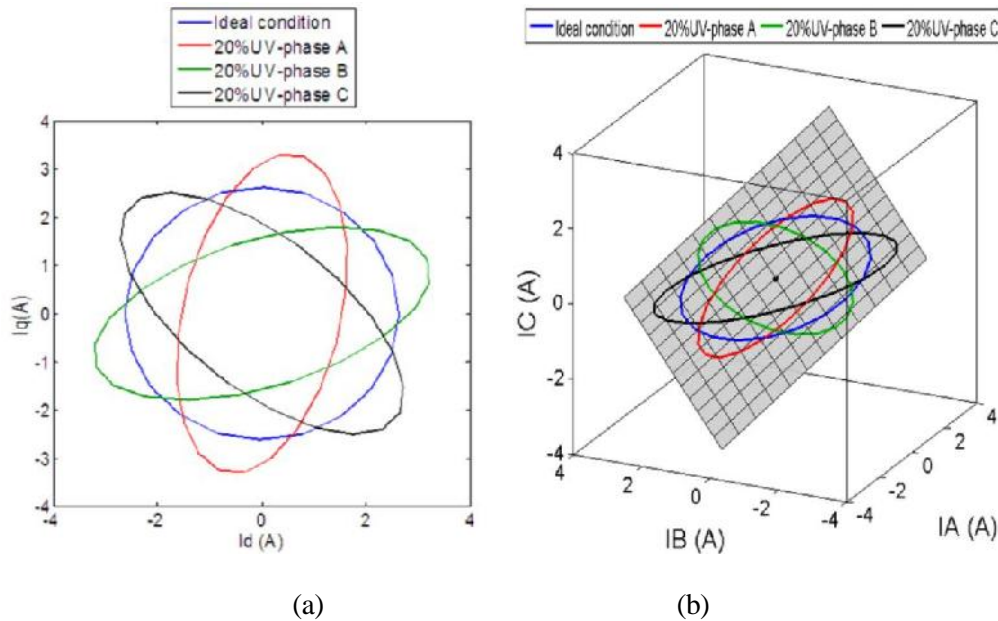 Ideal condition
20%UV-phase A
20%UV-phase B
20%UV-phase C
4
3
2
1
0
-1
-2
-3
-4
Iq(A)
-4 -2 0 2 4
Id (A)
(a)
Ideal condition 20%UV-phase A 20%UV-phase B 20%UV-phase C
4
2
0
-2
-4
IC (A)
4 2 0 -2 -4
IB (A)
-4 -2 0 2 4
IA (A)
(b)